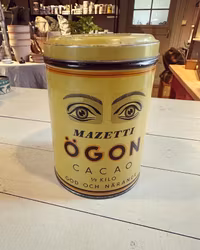 MAZETTI
ÖGON
CACAO
½ KILO
GOD OCH NÄRANDE